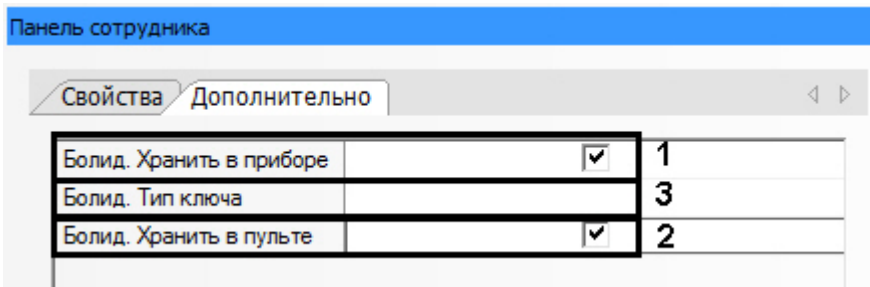 Панель сотрудника
Свойства Дополнительно
Болид. Хранить в приборе 1
Болид. Тип ключа 3
Болид. Хранить в пульте 2